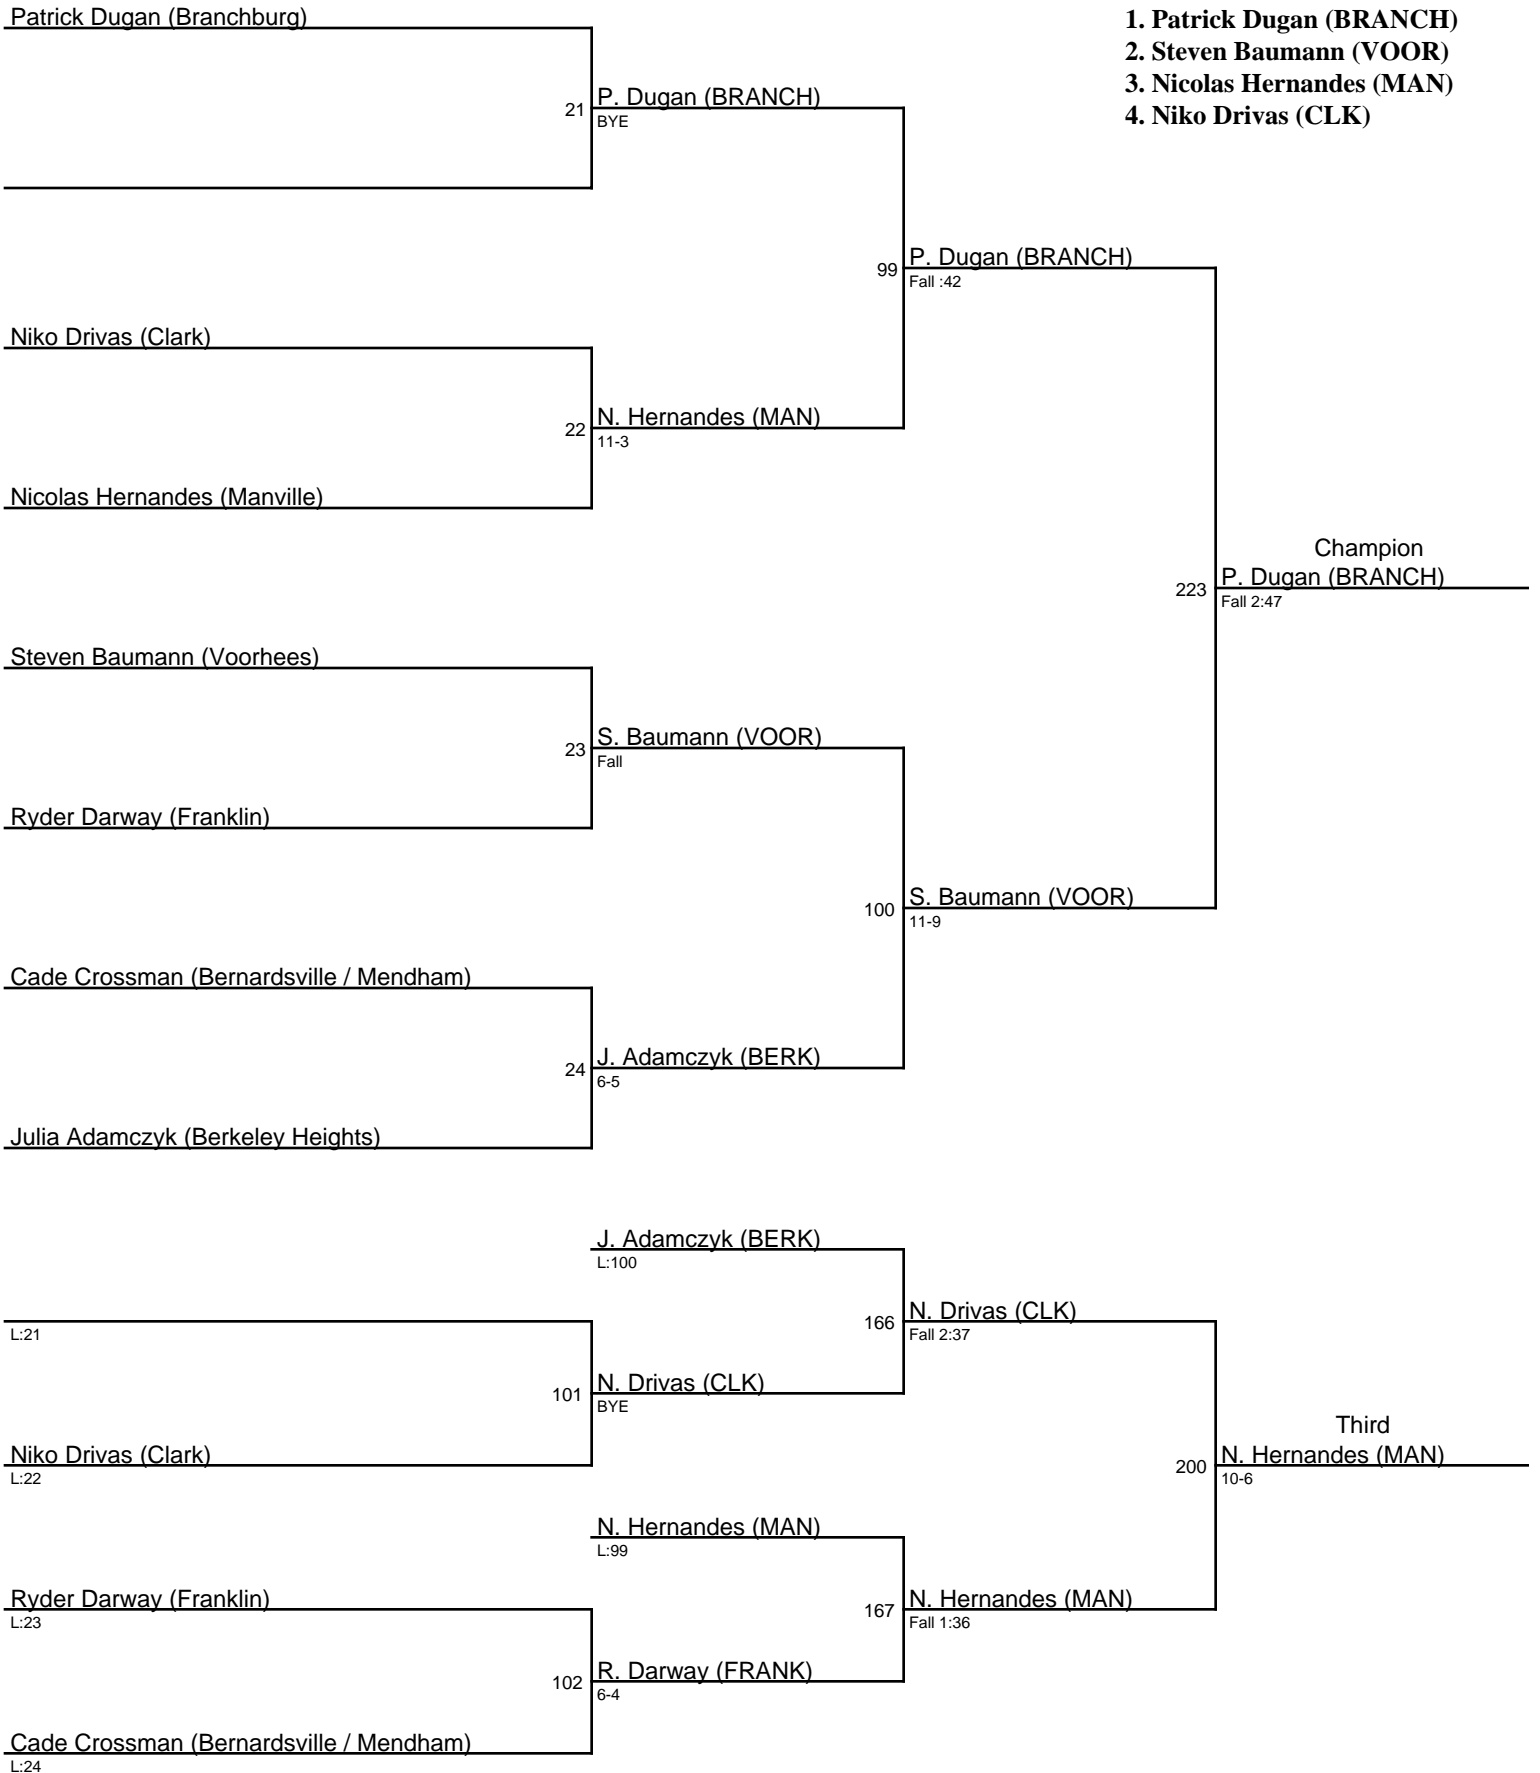 Patrick Dugan (Branchburg)
1. Patrick Dugan (BRANCH)
2. Steven Baumann (VOOR)
3. Nicolas Hernandes (MAN)
4. Niko Drivas (CLK)
21
P. Dugan (BRANCH)
BYE
99
P. Dugan (BRANCH)
Fall :42
Niko Drivas (Clark)
22
N. Hernandes (MAN)
11-3
Nicolas Hernandes (Manville)
Champion
223
P. Dugan (BRANCH)
Fall 2:47
Steven Baumann (Voorhees)
23
S. Baumann (VOOR)
Fall
Ryder Darway (Franklin)
100
S. Baumann (VOOR)
11-9
Cade Crossman (Bernardsville / Mendham)
24
J. Adamczyk (BERK)
6-5
Julia Adamczyk (Berkeley Heights)
J. Adamczyk (BERK)
L:100
L:21
166
N. Drivas (CLK)
Fall 2:37
101
N. Drivas (CLK)
BYE
Niko Drivas (Clark)
L:22
Third
200
N. Hernandes (MAN)
10-6
N. Hernandes (MAN)
L:99
Ryder Darway (Franklin)
L:23
167
N. Hernandes (MAN)
Fall 1:36
102
R. Darway (FRANK)
6-4
Cade Crossman (Bernardsville / Mendham)
L:24